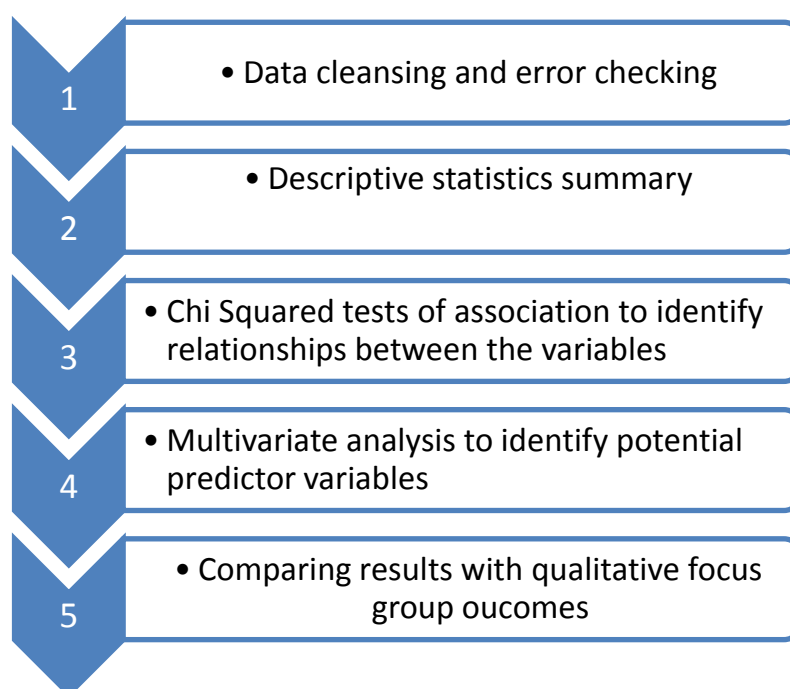 1
• Data cleansing and error checking
2
• Descriptive statistics summary
3
• Chi Squared tests of association to identify
relationships between the variables
4
• Multivariate analysis to identify potential
predictor variables
5
• Comparing results with qualitative focus
group oucomes